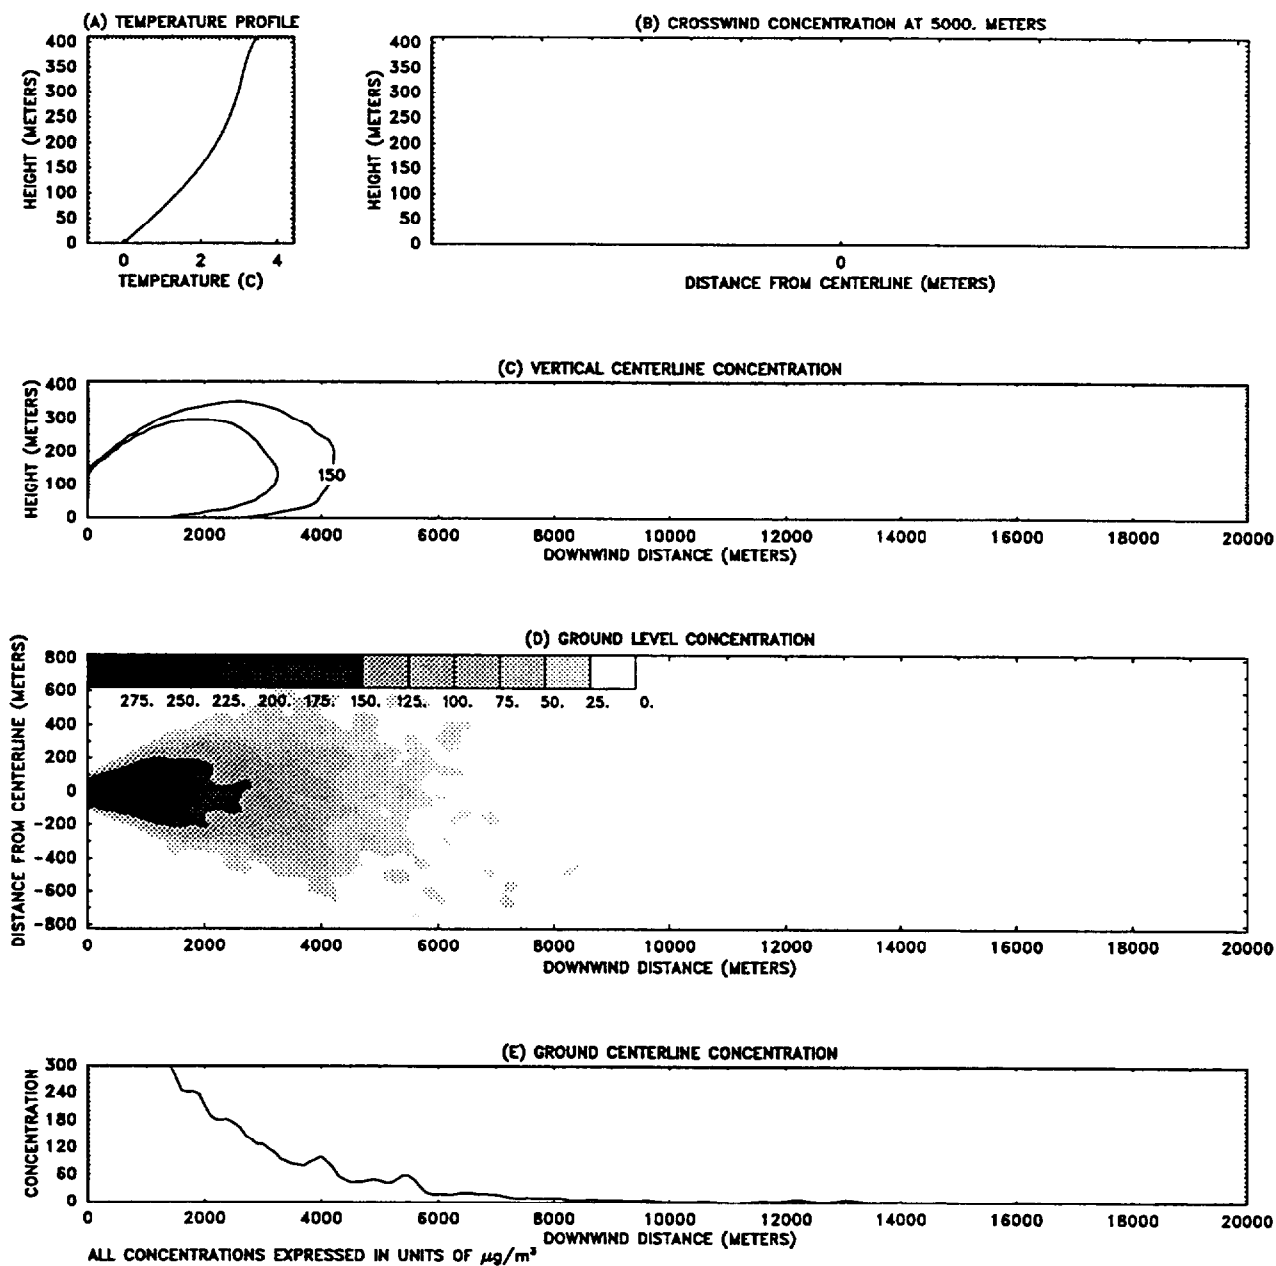 (A) TEMPERATURE PROFILE
400
350
300
250
200
150
100
50
0
HEIGHT (METERS)
0 2 4
TEMPERATURE (C)
(B) CROSSWIND CONCENTRATION AT 5000. METERS
400
350
300
250
200
150
100
50
0
HEIGHT (METERS)
0
DISTANCE FROM CENTERLINE (METERS)
(C) VERTICAL CENTERLINE CONCENTRATION
400
300
200
100
0
HEIGHT (METERS)
150
0 2000 4000 6000 8000 10000 12000 14000 16000 18000 20000
DOWNWIND DISTANCE (METERS)
(D) GROUND LEVEL CONCENTRATION
800
600
400
200
0
-200
-400
-600
-800
DISTANCE FROM CENTERLINE (METERS)
275. 250. 225. 200. 175. 150. 125. 100. 75. 50. 25. 0.
0 2000 4000 6000 8000 10000 12000 14000 16000 18000 20000
DOWNWIND DISTANCE (METERS)
(E) GROUND CENTERLINE CONCENTRATION
300
240
180
120
60
0
CONCENTRATION
0 2000 4000 6000 8000 10000 12000 14000 16000 18000 20000
DOWNWIND DISTANCE (METERS)
ALL CONCENTRATIONS EXPRESSED IN UNITS OF μg/m³